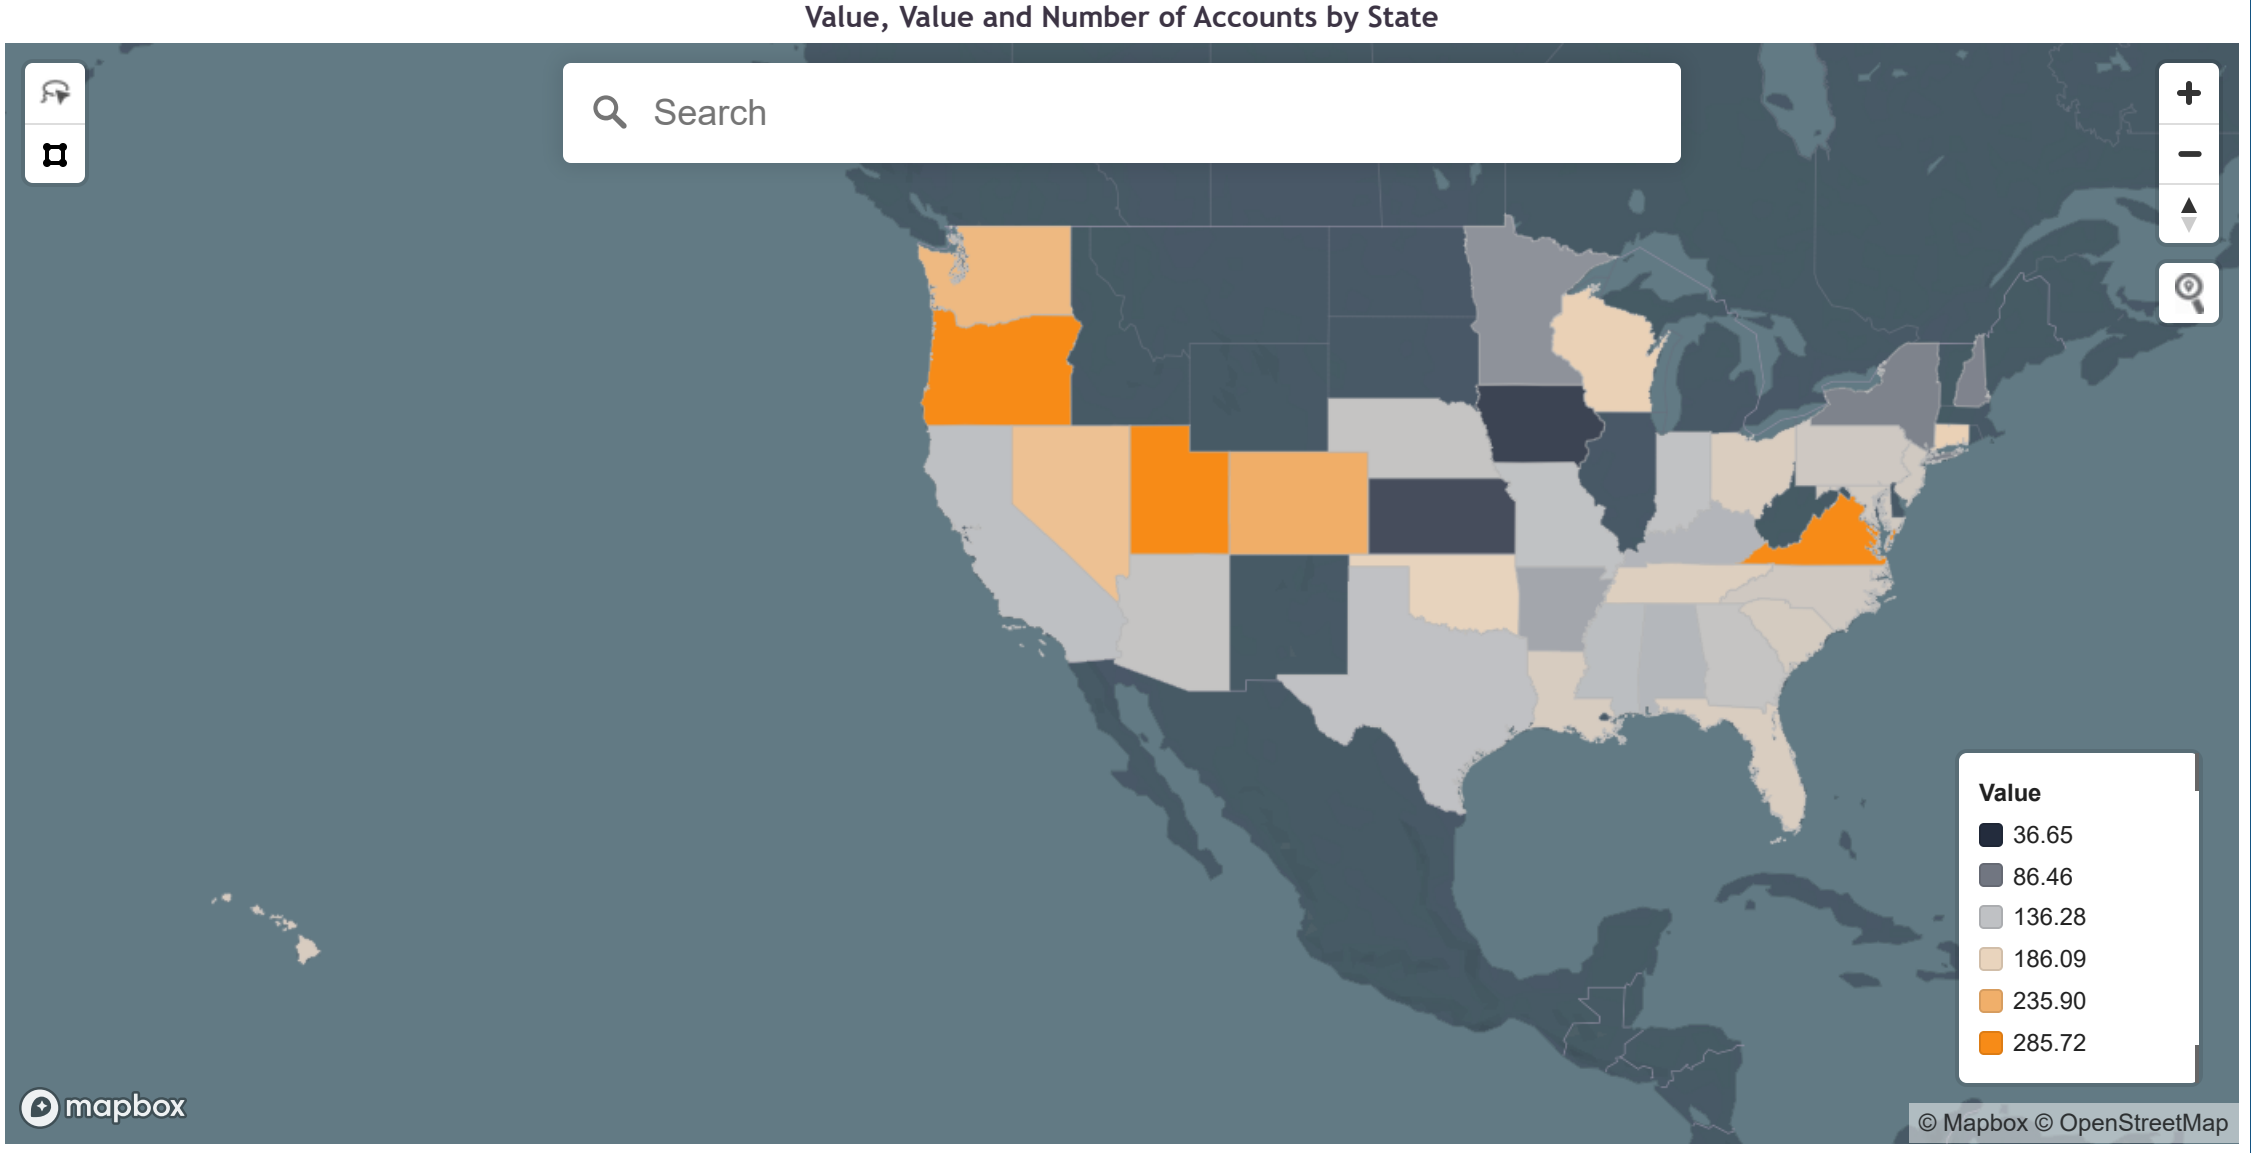 Value, Value and Number of Accounts by State
Search
Value
36.65
86.46
136.28
186.09
235.90
285.72
mapbox
© Mapbox © OpenStreetMap